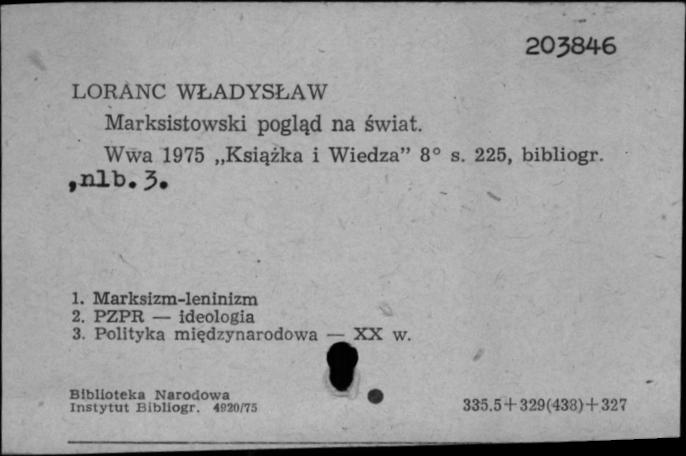 203846
LORANC WŁADYSŁAW
Marksistowski pogląd na świat.
Wwa 1975 „Książka i Wiedza” 8° s. 225, bibliogr.
,nlb. 3.
1. Marksizm-leninizm
2. PZPR — ideologia
3. Polityka międzynarodowa — XX w.
Biblioteka Narodowa
Instytut Bibliogr. 4920/75
335.5+329(438)+327